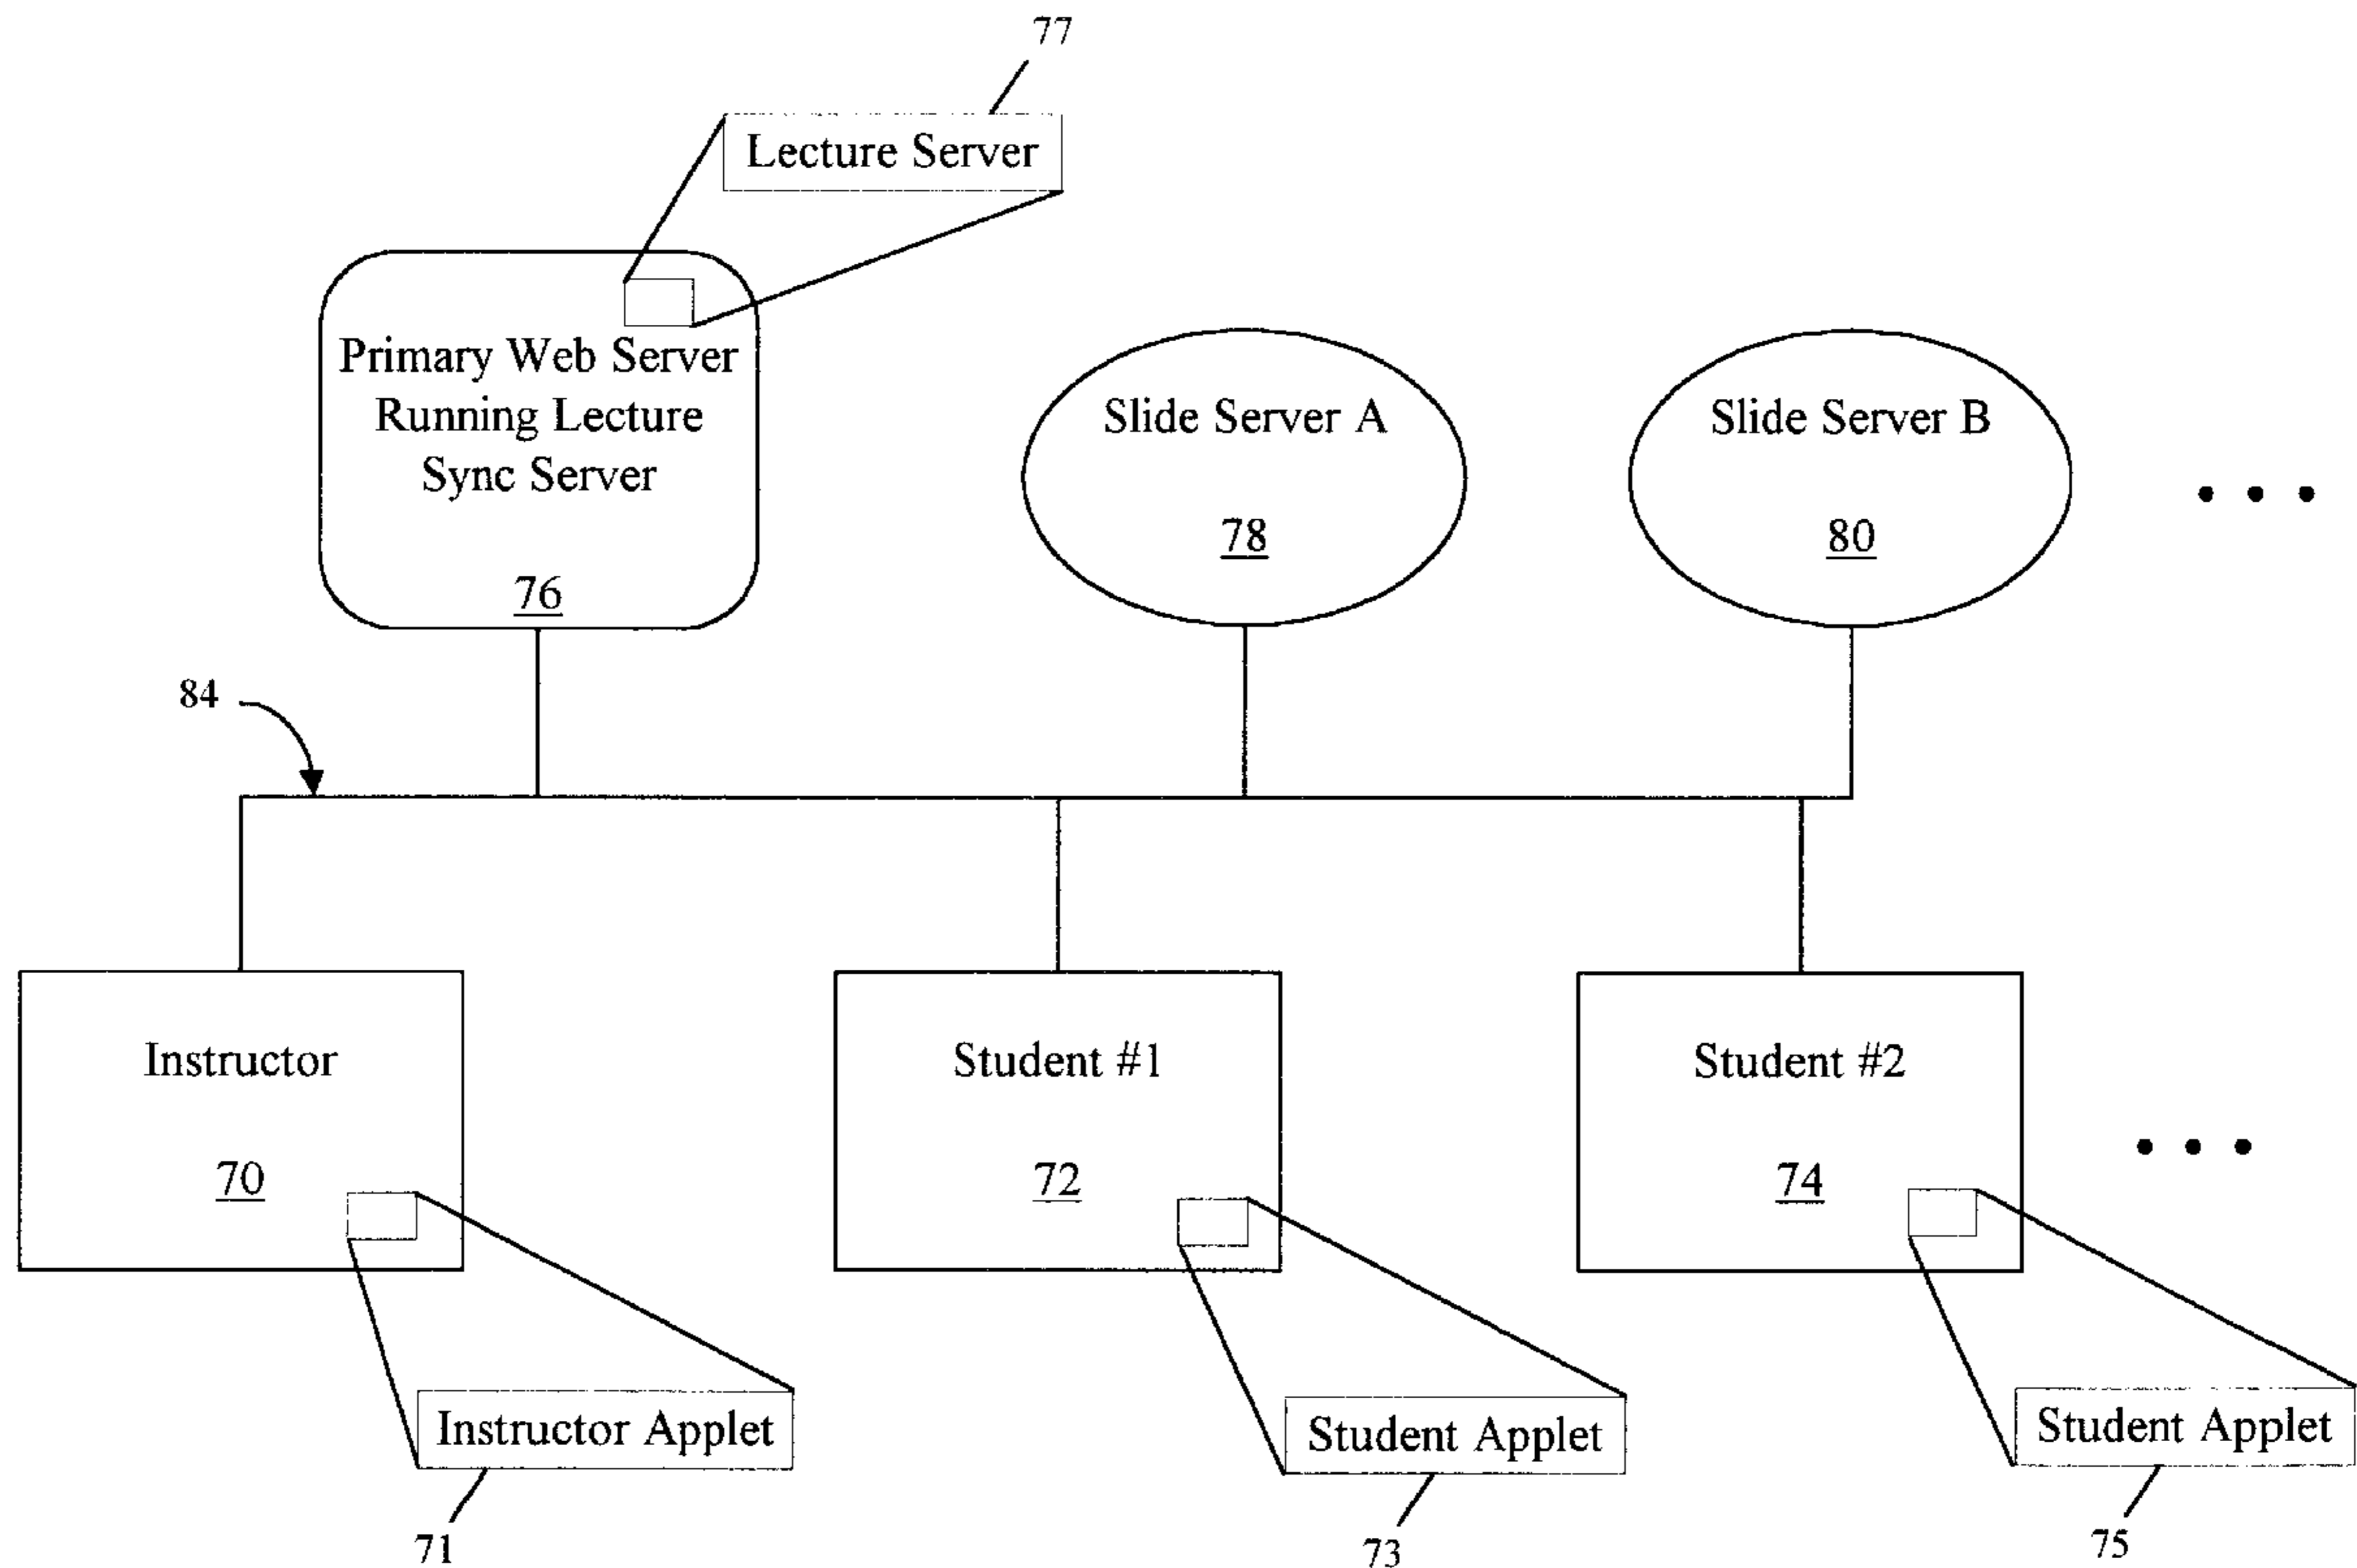 77
Lecture Server
Primary Web Server
Running Lecture
Sync Server
76
Slide Server A
78
Slide Server B
80
84
Instructor
70
Student #1
72
Student #2
74
Instructor Applet
71
Student Applet
73
Student Applet
75